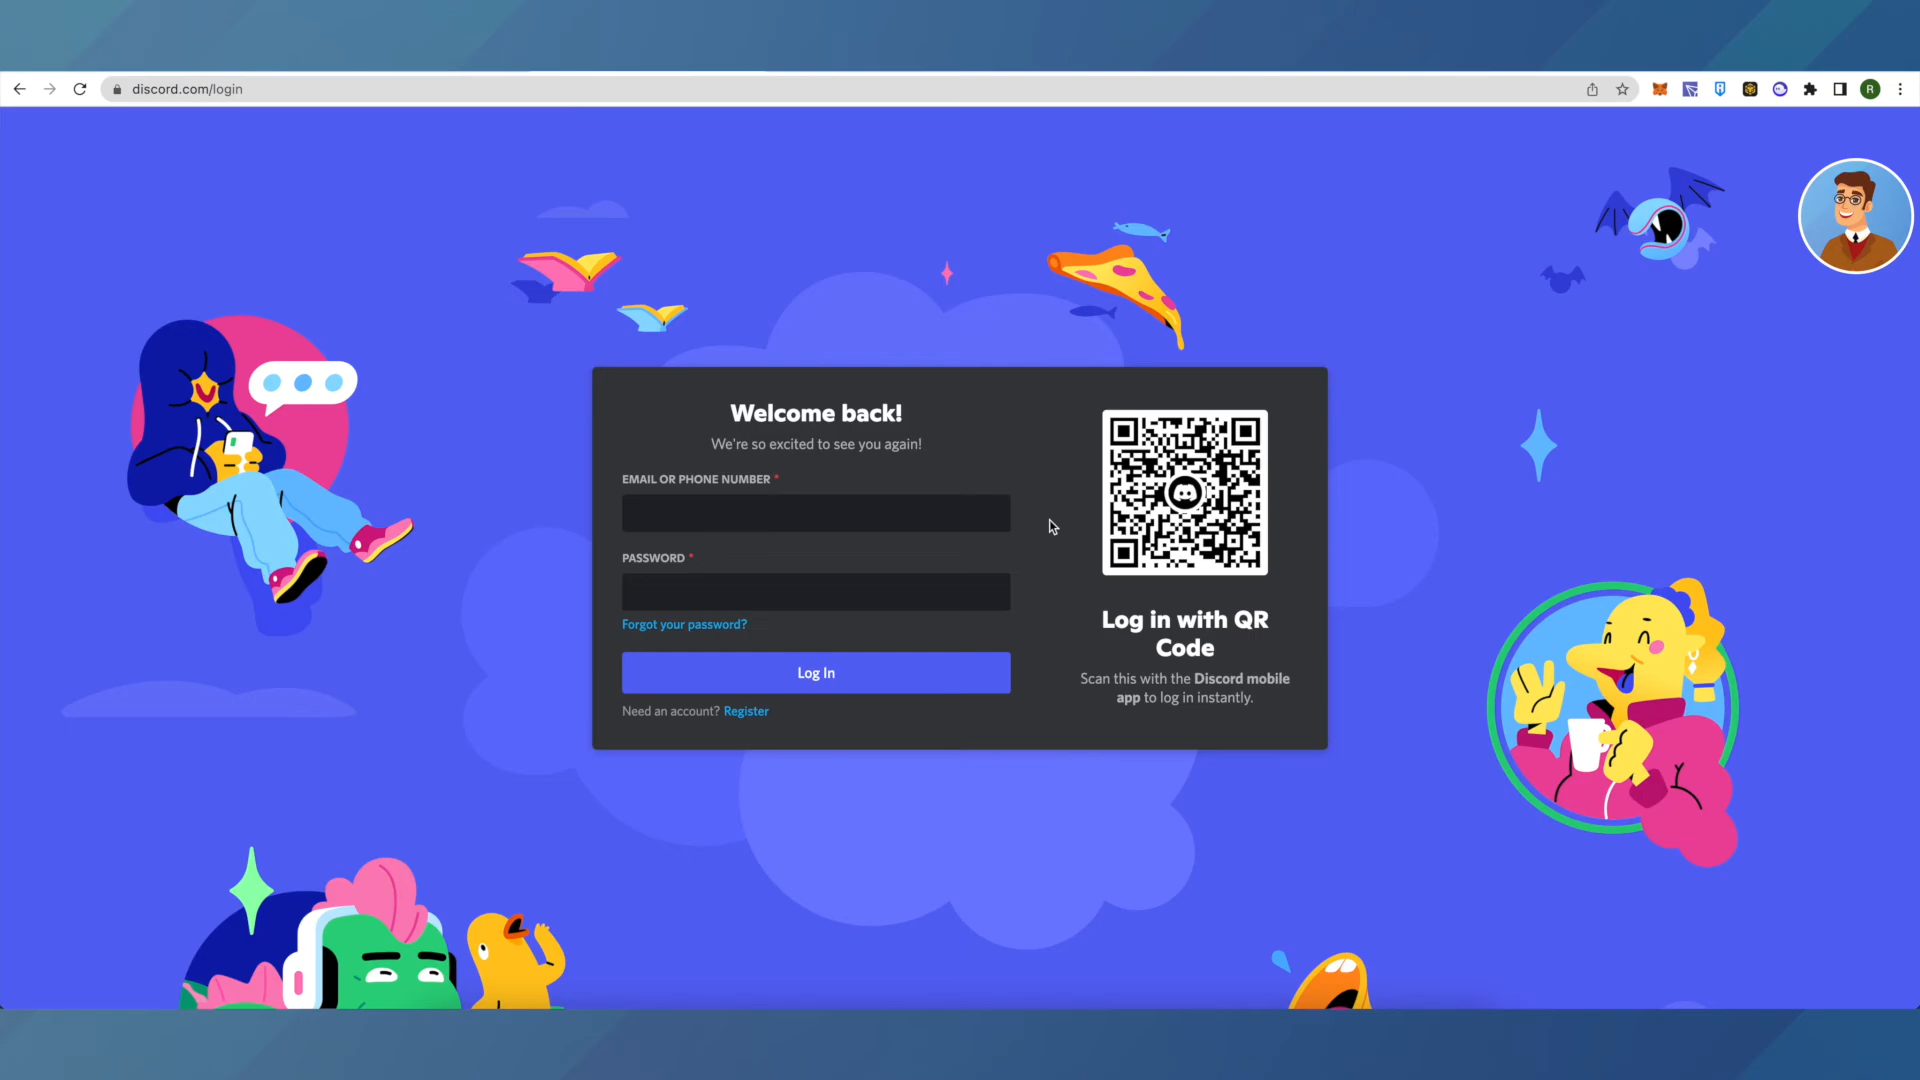 discord.com/login
R
Welcome back!
We're so excited to see you again!
EMAIL OR PHONE NUMBER *
PASSWORD *
Forgot your password?
Log In
Need an account? Register
Log in with QR
Code
Scan this with the Discord mobile
app to log in instantly.